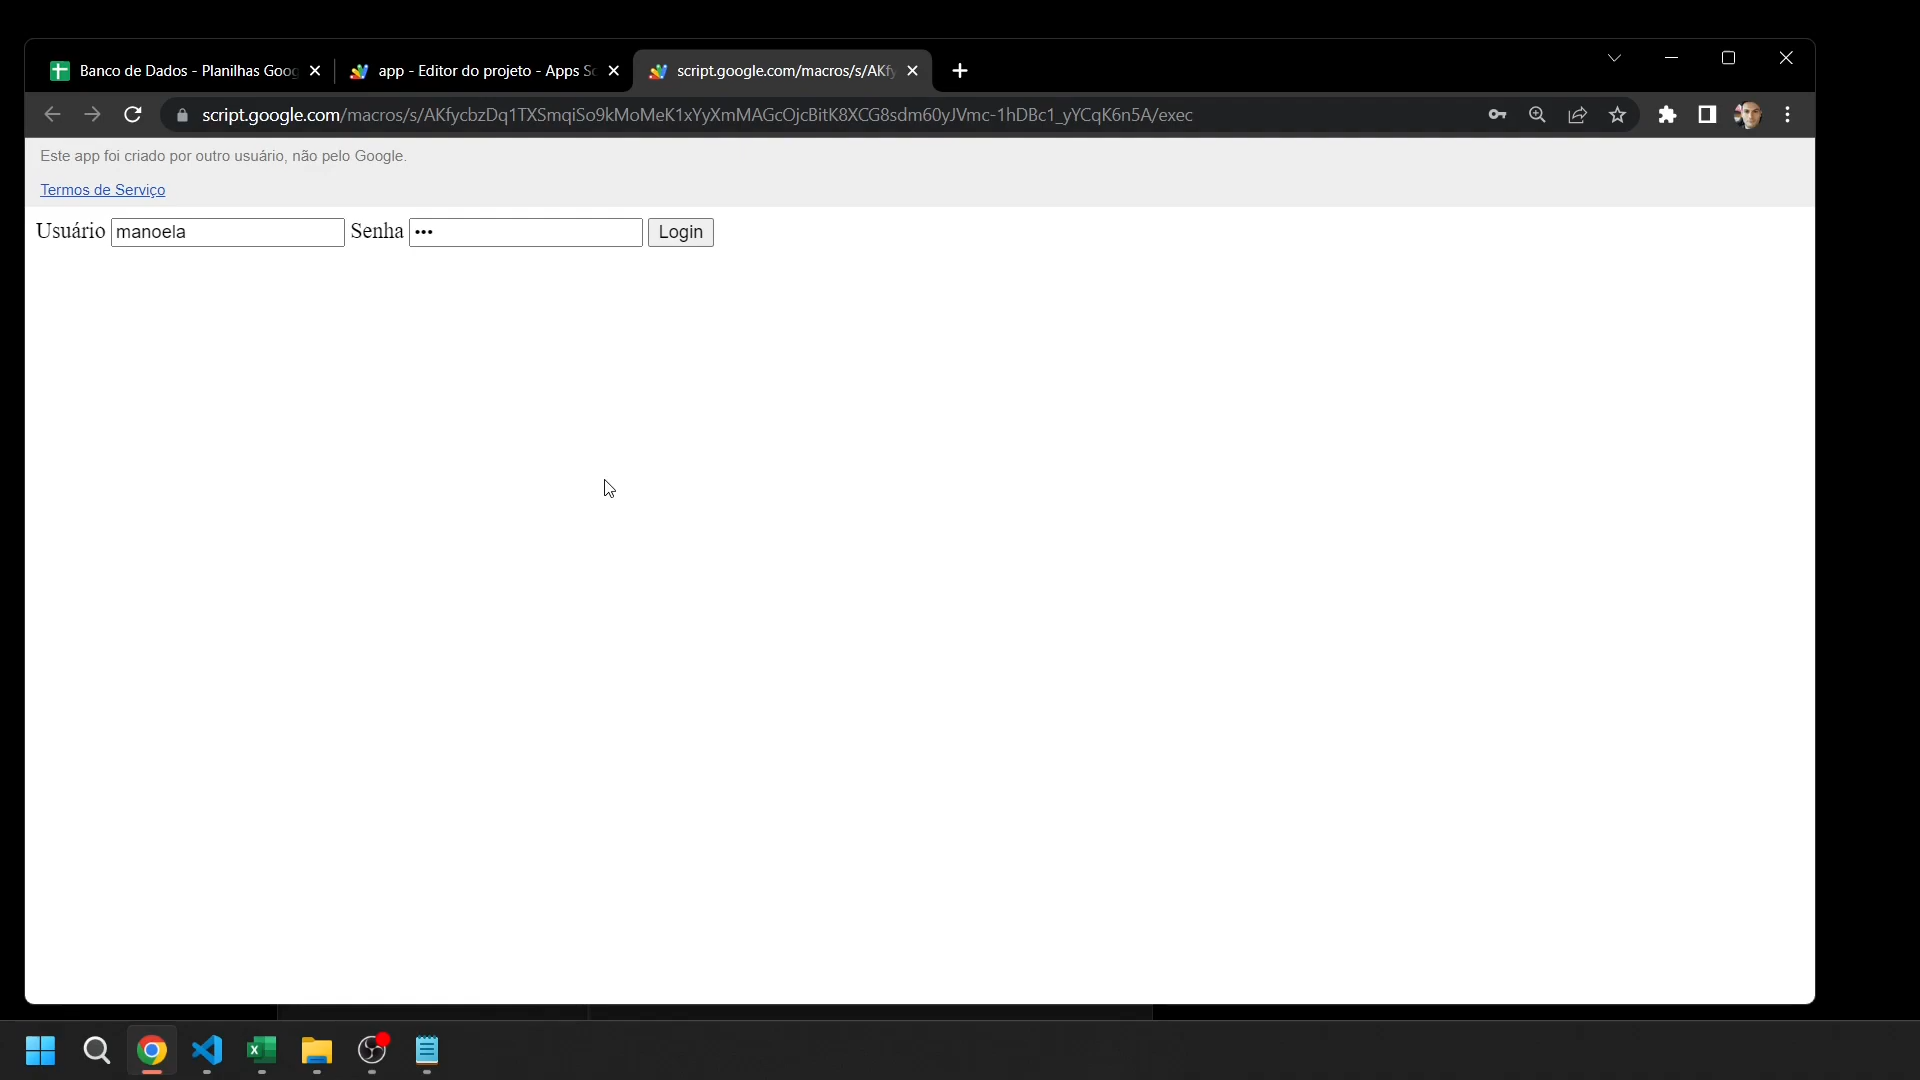 Banco de Dados - Planilhas Goog
app - Editor do projeto - Apps Sc
script.google.com/macros/s/AKfy
script.google.com/macros/s/AKfycbzDq1TXSmqiSo9kMoMeK1xYyXmMAGcOjcBitK8XCG8sdm60yJVmc-1hDBc1_yYCqK6n5A/exec
Este app foi criado por outro usuário, não pelo Google.
Termos de Serviço
Usuário manoela Senha ••• Login